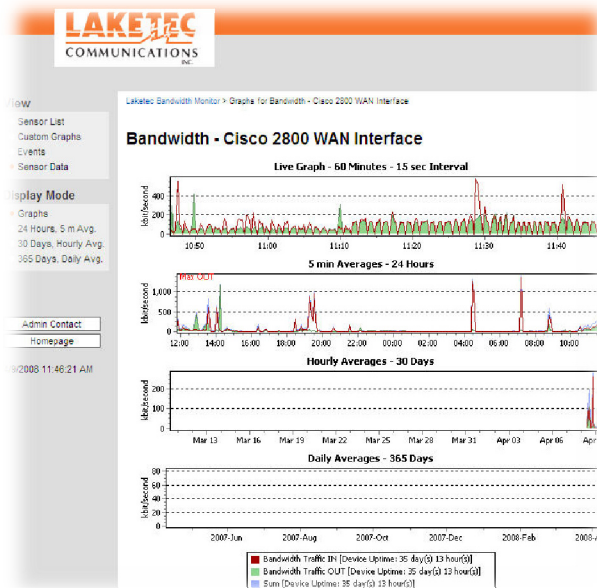 LAKETEC
COMMUNICATIONS
INC.
View
Sensor List
Custom Graphs
Events
Sensor Data
Display Mode
Graphs
24 Hours, 5 m Avg.
30 Days, Hourly Avg.
365 Days, Daily Avg.
Admin Contact
Homepage
/2008 11:46:21 AM
Laketec Bandwidth Monitor > Graphs for Bandwidth - Cisco 2800 WAN Interface
Bandwidth - Cisco 2800 WAN Interface
Live Graph - 60 Minutes - 15 sec Interval
kbit/second
400
200
0
10:50 11:00 11:10 11:20 11:30 11:40
5 min Averages - 24 Hours
Max OUT
kbit/second
1,000
500
0
12:00 14:00 16:00 18:00 20:00 22:00 00:00 02:00 04:00 06:00 08:00 10:00
Hourly Averages - 30 Days
kbit/second
200
100
0
Mar 13 Mar 16 Mar 19 Mar 22 Mar 25 Mar 28 Mar 31 Apr 03 Apr 06 Apr
Daily Averages - 365 Days
kbit/second
80
60
40
20
0
2007-Jun 2007-Aug 2007-Oct 2007-Dec 2008-Feb 2008-A
Bandwidth Traffic IN [Device Uptime: 35 day(s) 13 hour(s)]
Bandwidth Traffic OUT [Device Uptime: 35 day(s) 13 hour(s)]
Sum [Device Uptime: 35 day(s) 13 hour(s)]